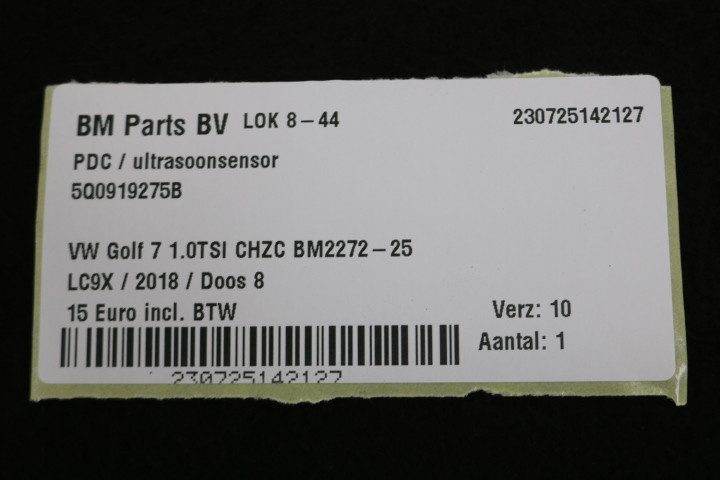 BM Parts BV LOK 8-44 230725142127
PDC / ultrasoonsensor
5Q0919275B
VW Golf 7 1.0TSI CHZC BM2272-25
LC9X / 2018 / Doos 8
15 Euro incl. BTW Verz: 10
Aantal: 1
230725142127